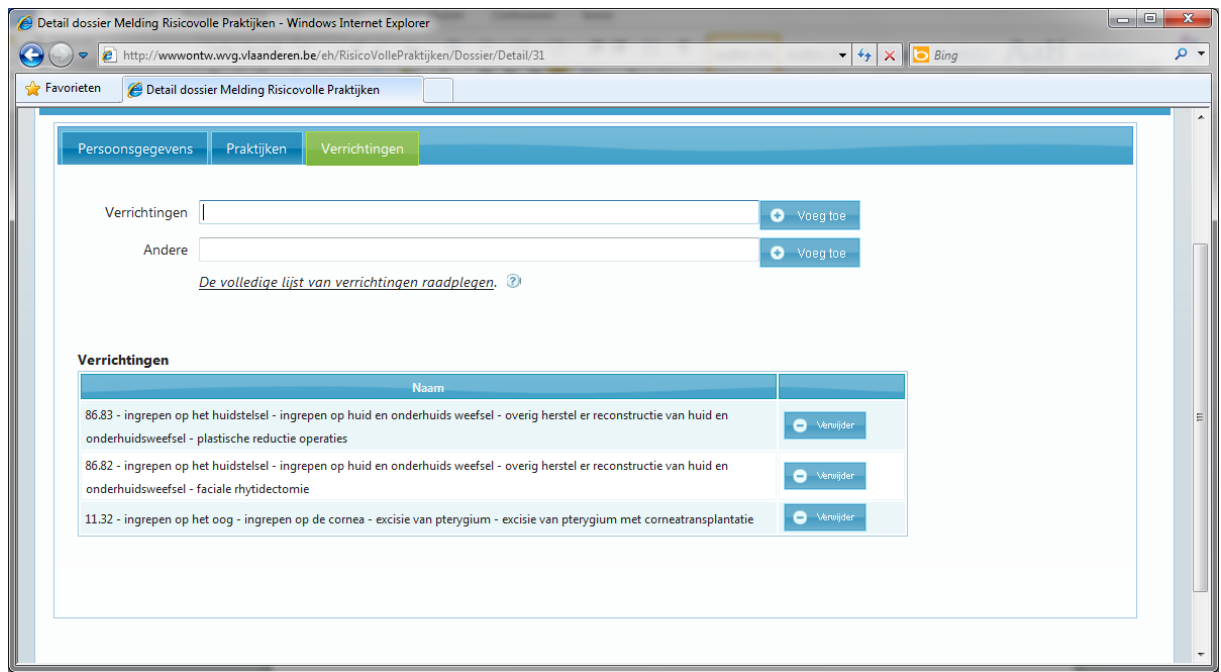 Detail dossier Melding Risicovolle Praktijken - Windows Internet Explorer
http://wwwontw.wvg.vlaanderen.be/eh/RisicoVollePraktijken/Dossier/Detail/31
Bing
Favorieten
Detail dossier Melding Risicovolle Praktijken
Persoonsgegevens Praktijken Verrichtingen
Verrichtingen Voeg toe
Andere Voeg toe
De volledige lijst van verrichtingen raadplegen.
Verrichtingen
Naam
86.83 - ingrepen op het huidstelsel - ingrepen op huid en onderhuids weefsel - overig herstel er reconstructie van huid en
onderhuidsweefsel - plastische reductie operaties
Verwijder
86.82 - ingrepen op het huidstelsel - ingrepen op huid en onderhuids weefsel - overig herstel er reconstructie van huid en
onderhuidsweefsel - faciale rhytidectomie
Verwijder
11.32 - ingrepen op het oog - ingrepen op de cornea - excisie van pterygium - excisie van pterygium met corneatransplantatie
Verwijder